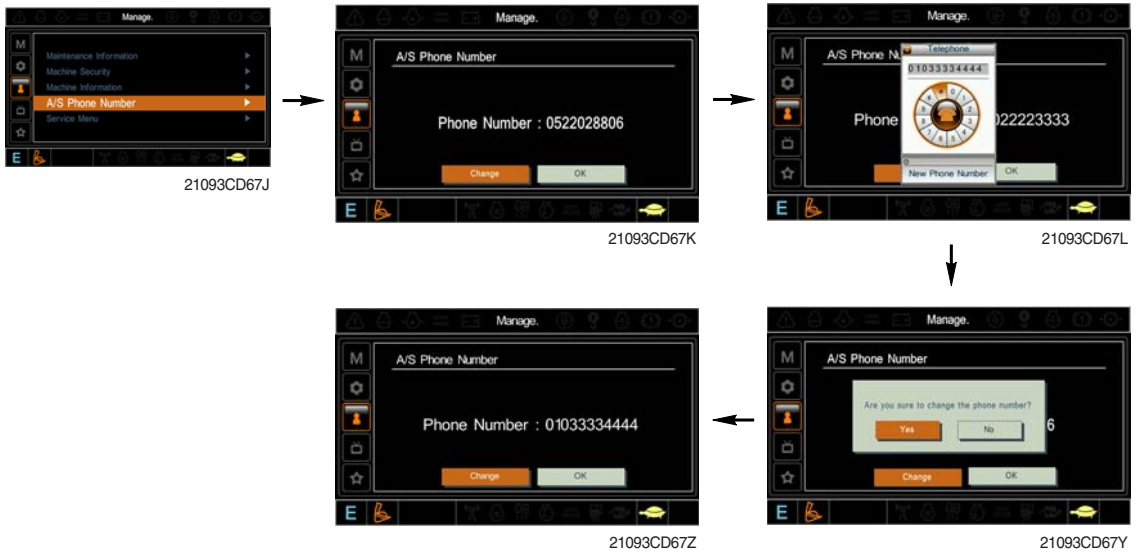 Manage.
M
Maintenance Information
Machine Security
Machine Information
A/S Phone Number
Service Menu
E
21093CD67J
Manage.
M
A/S Phone Number
Phone Number : 0522028806
Change OK
E
21093CD67K
Manage.
M
A/S Phone Nu
Telephone
01033334444
Phone 022223333
New Phone Number
OK
E
21093CD67L
Manage.
M
A/S Phone Number
Are you sure to change the phone number?
Yes No
6
Change OK
E
21093CD67Y
Manage.
M
A/S Phone Number
Phone Number : 01033334444
Change OK
E
21093CD67Z